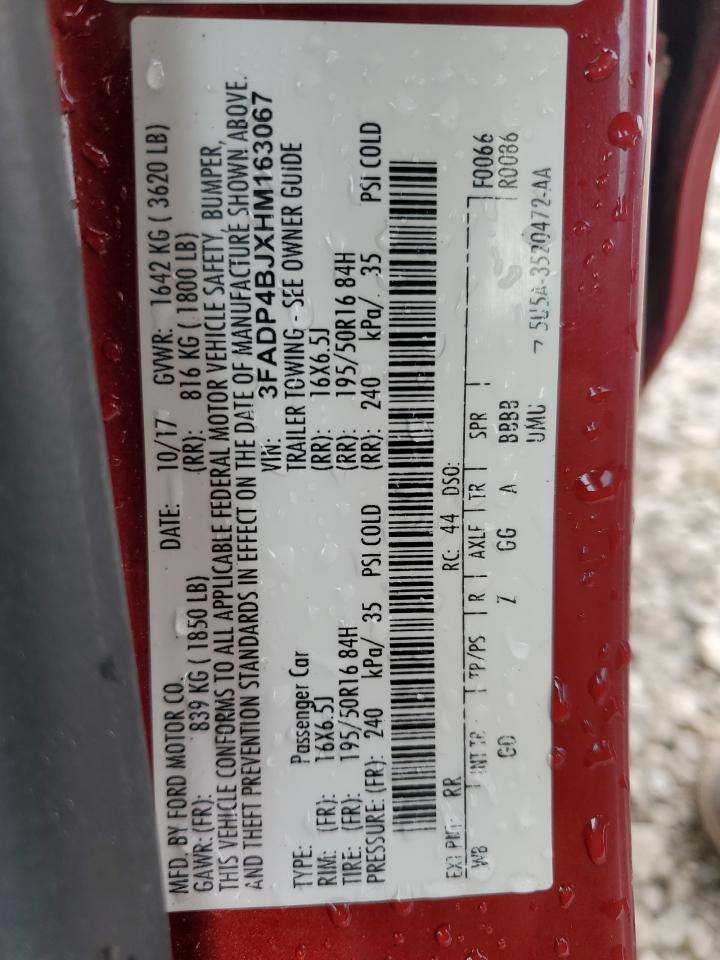 MFD. BY FORD MOTOR CO. DATE: 10/17 GVWR: 1642 KG ( 3620 LB)
GAWR: (FR): 839 KG ( 1850 LB) (RR): 816 KG ( 1800 LB)
THIS VEHICLE CONFORMS TO ALL APPLICABLE FEDERAL MOTOR VEHICLE SAFETY, BUMPER,
AND THEFT PREVENTION STANDARDS IN EFFECT ON THE DATE OF MANUFACTURE SHOWN ABOVE.
VIN: 3FADP4BJXHM163067
TYPE: Passenger Car TRAILER TOWING - SEE OWNER GUIDE
RIM: (FR): 16X6.5J (RR): 16X6.5J
TIRE: (FR): 195/50R16 84H (RR): 195/50R16 84H
PRESSURE: (FR): 240 kPa/ 35 PSI COLD (RR): 240 kPa/ 35 PSI COLD
EXT PNT: RR RC: 44 DSO:
WB INT TR TP/PS R AXLE TR SPR F0066
GD Z GG A BBBB R0086
UMU
5U5A-3520472-AA